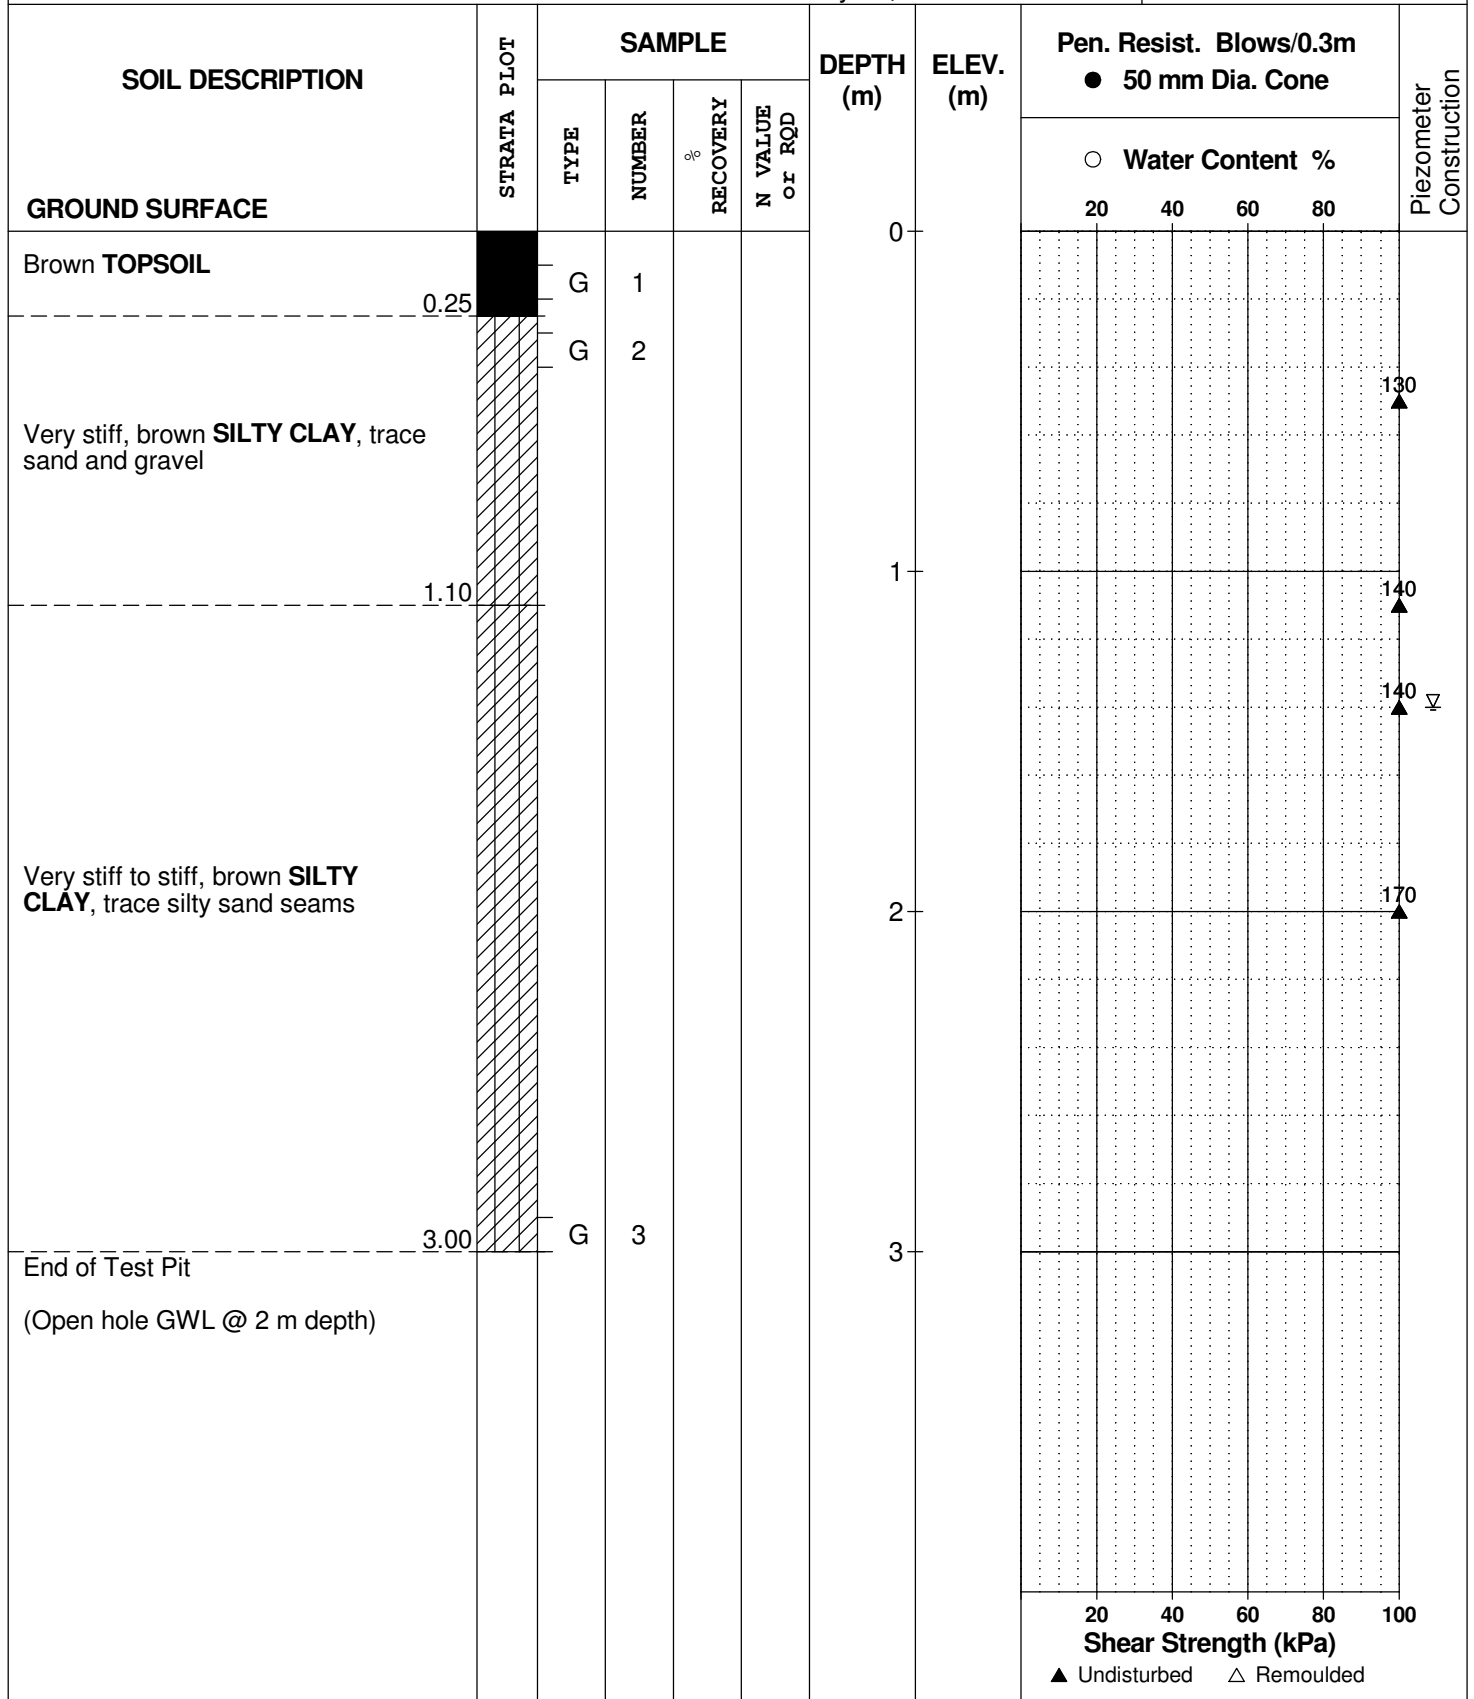 SOIL DESCRIPTION
GROUND SURFACE
STRATA PLOT
SAMPLE
TYPE
NUMBER
%
RECOVERY
N VALUE
or RQD
DEPTH
(m)
ELEV.
(m)
Pen. Resist. Blows/0.3m
● 50 mm Dia. Cone
○ Water Content %
20 40 60 80
Piezometer
Construction
0
Brown TOPSOIL
0.25
G 1
G 2
130
Very stiff, brown SILTY CLAY, trace
sand and gravel
1
1.10
140
140
Very stiff to stiff, brown SILTY
CLAY, trace silty sand seams
170
2
3.00
G 3
3
End of Test Pit
(Open hole GWL @ 2 m depth)
20 40 60 80 100
Shear Strength (kPa)
▲ Undisturbed △ Remoulded